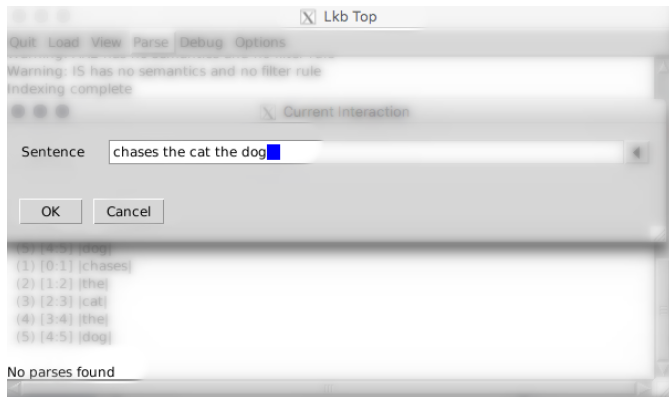 Lkb Top
Quit Load View Parse Debug Options
Warning: IS has no semantics and no filter rule
Indexing complete
Current Interaction
Sentence chases the cat the dog
OK Cancel
(5) [4:5] |dog|
(1) [0:1] |chases|
(2) [1:2] |the|
(3) [2:3] |cat|
(4) [3:4] |the|
(5) [4:5] |dog|
No parses found